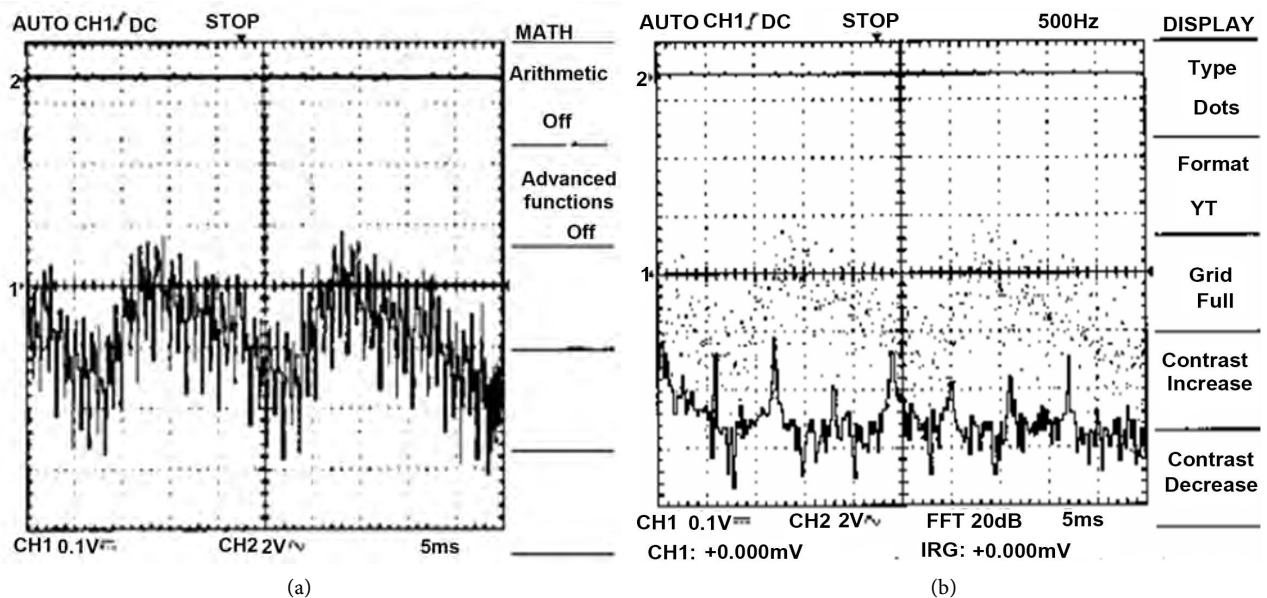 AUTO CH1 DC STOP
MATH
2
Arithmetic
Off
Advanced
functions
Off
1
CH1 0.1V CH2 2V 5ms
(a)
AUTO CH1 DC STOP 500Hz
DISPLAY
2
Type
Dots
Format
YT
1
Grid
Full
Contrast
Increase
Contrast
Decrease
CH1 0.1V CH2 2V FFT 20dB 5ms
CH1: +0.000mV IRG: +0.000mV
(b)